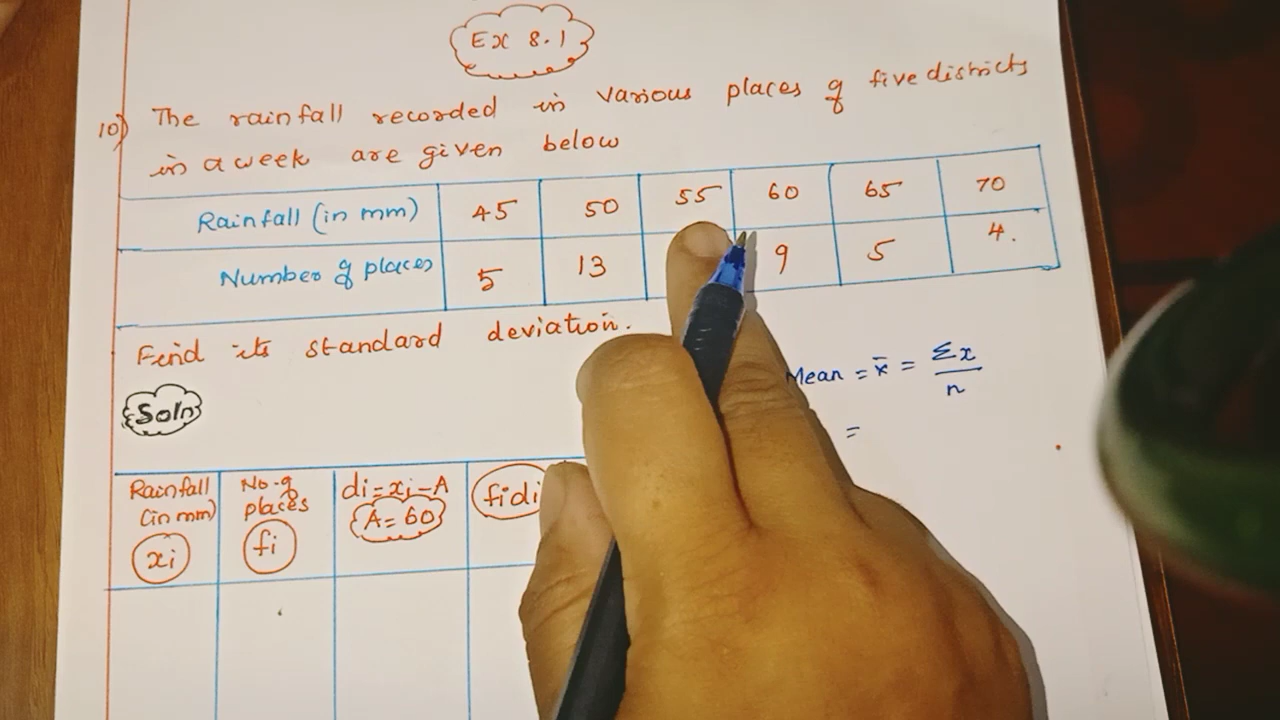 Ex 8.1
10) The rainfall recorded in various places of five districts
in a week are given below
Rainfall (in mm) 45 50 55 60 65 70
Number of places 5 13 9 5 4.
Find its standard deviation.
Mean = x̄ = Σx / n
=
Soln
Rainfall (in mm) xi
No. of places fi
di = xi - A A = 60
fidi